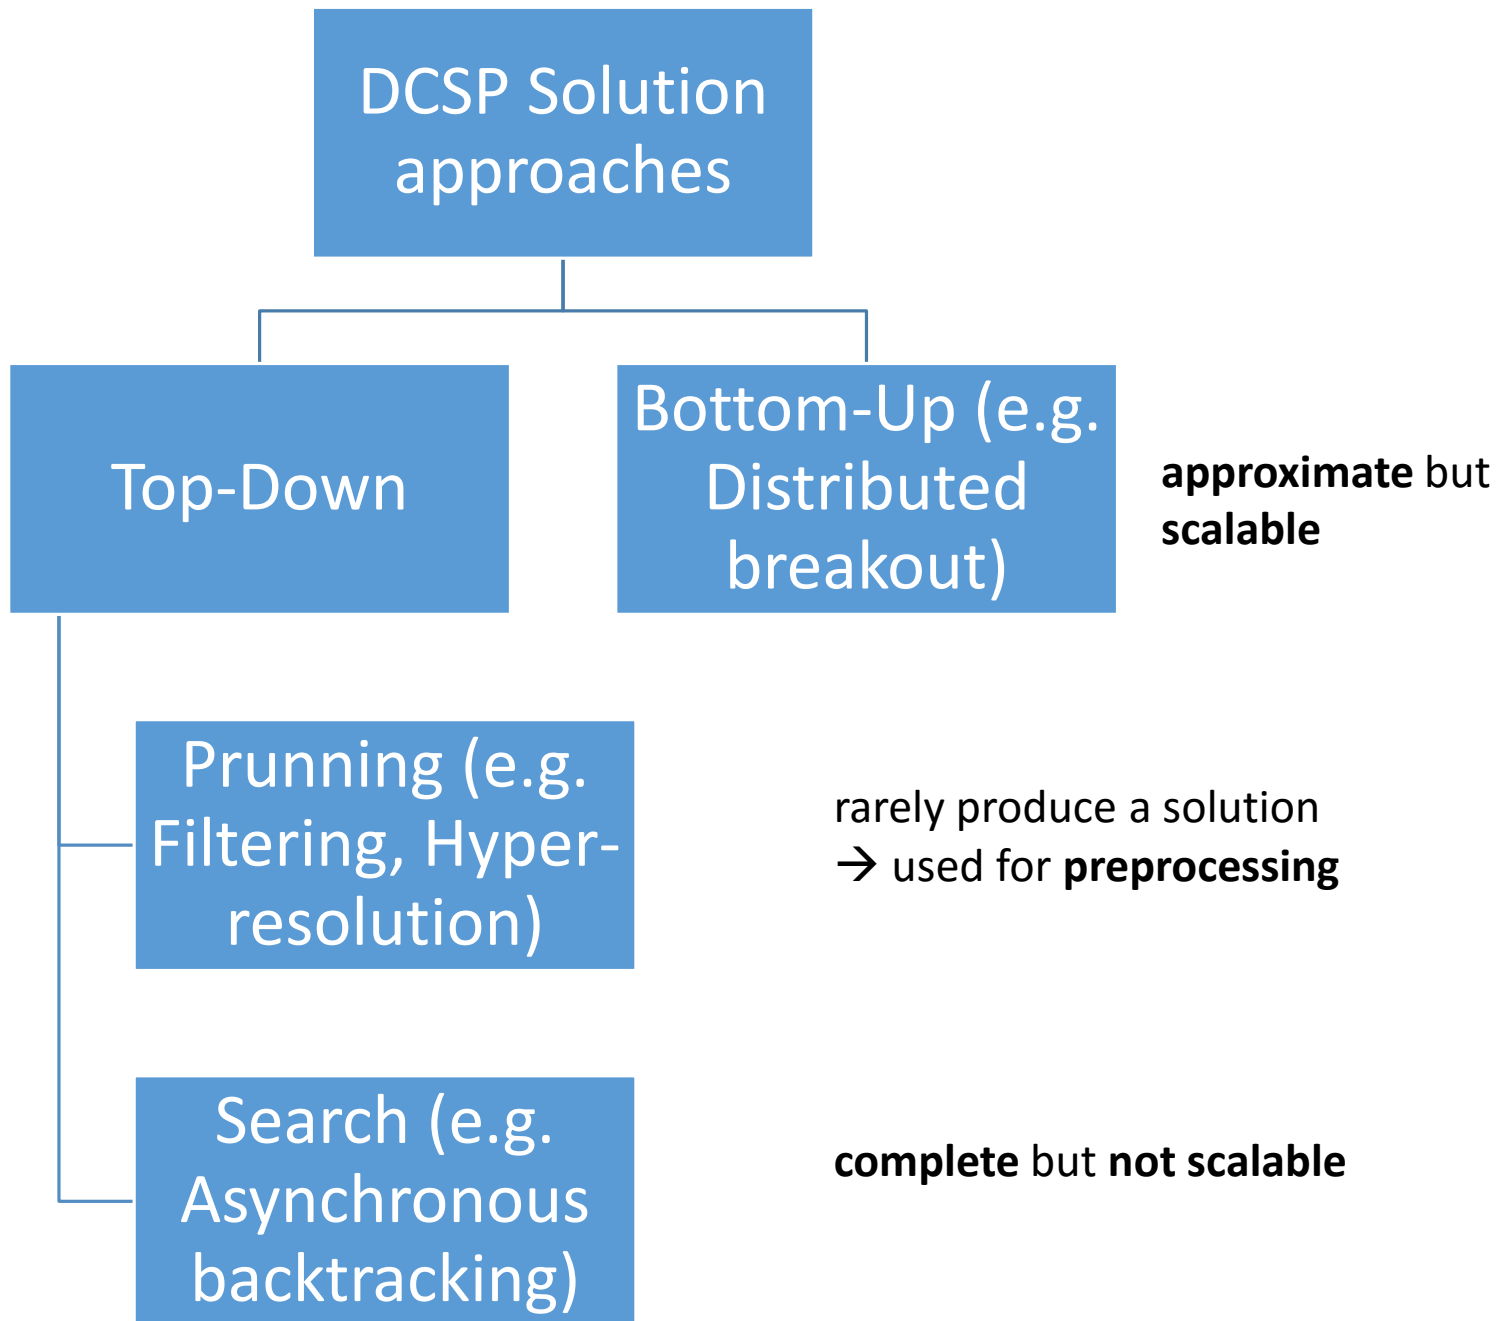 DCSP Solution
approaches
Top-Down
Bottom-Up (e.g.
Distributed
breakout)
approximate but
scalable
Prunning (e.g.
Filtering, Hyper-
resolution)
rarely produce a solution
→ used for preprocessing
Search (e.g.
Asynchronous
backtracking)
complete but not scalable